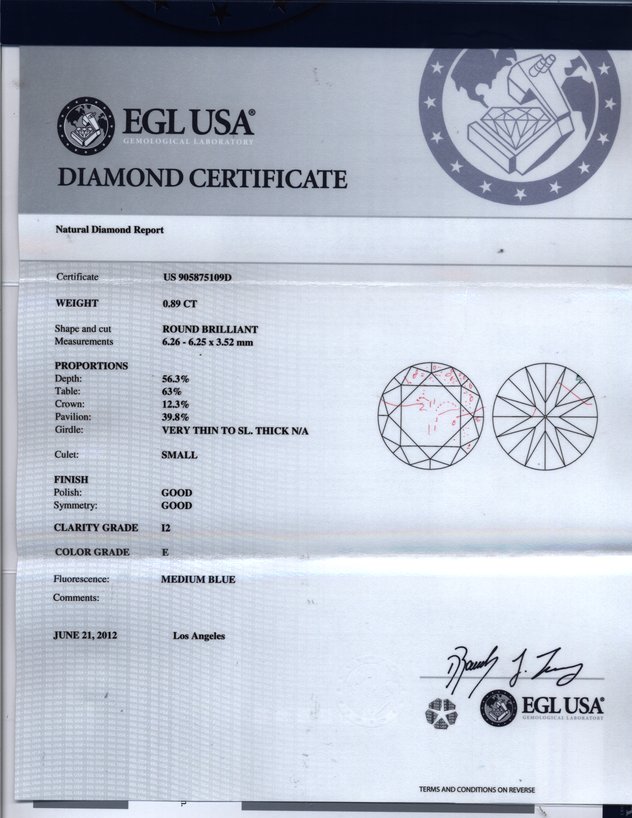 EGL USA®
GEMOLOGICAL LABORATORY
DIAMOND CERTIFICATE
Natural Diamond Report
Certificate US 905875109D
WEIGHT 0.89 CT
Shape and cut ROUND BRILLIANT
Measurements 6.26 - 6.25 x 3.52 mm
PROPORTIONS
Depth: 56.3%
Table: 63%
Crown: 12.3%
Pavilion: 39.8%
Girdle: VERY THIN TO SL. THICK N/A
Culet: SMALL
FINISH
Polish: GOOD
Symmetry: GOOD
CLARITY GRADE I2
COLOR GRADE E
Fluorescence: MEDIUM BLUE
Comments:
JUNE 21, 2012 Los Angeles
EGL USA®
GEMOLOGICAL LABORATORY
TERMS AND CONDITIONS ON REVERSE